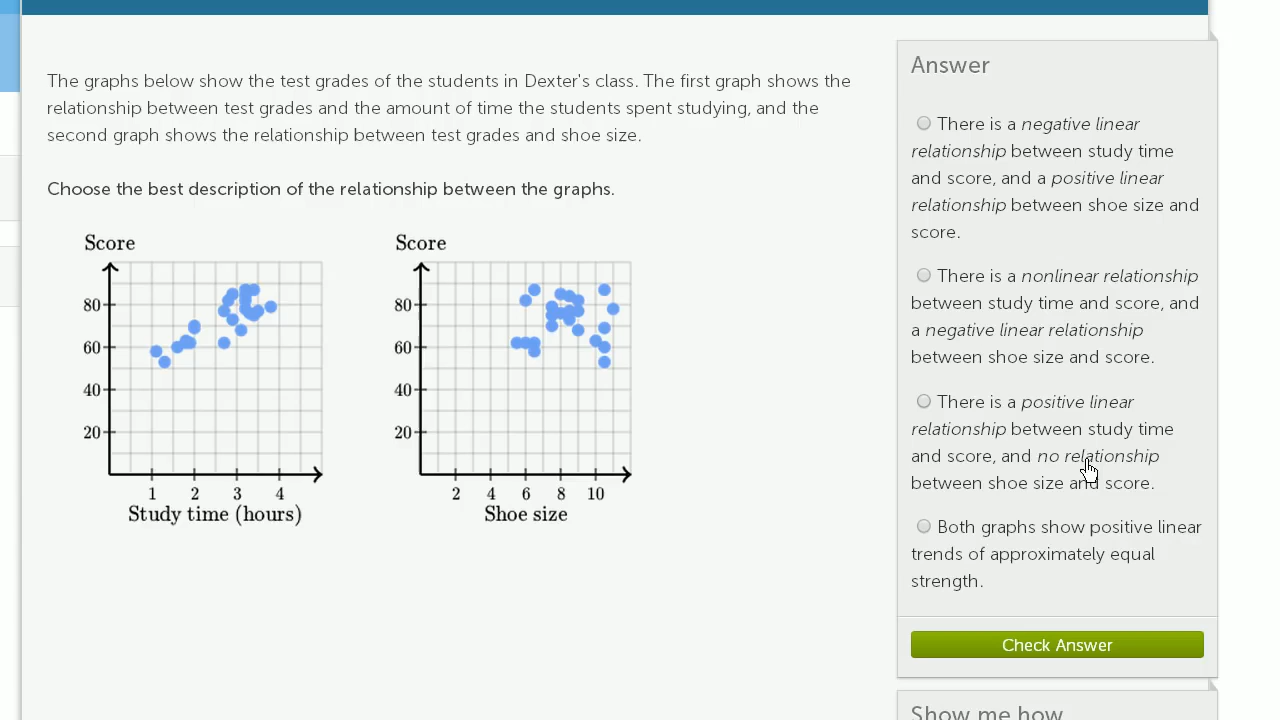 The graphs below show the test grades of the students in Dexter's class. The first graph shows the
relationship between test grades and the amount of time the students spent studying, and the
second graph shows the relationship between test grades and shoe size.
Choose the best description of the relationship between the graphs.
Score
80
60
40
20
1 2 3 4
Study time (hours)
Score
80
60
40
20
2 4 6 8 10
Shoe size
Answer
There is a negative linear
relationship between study time
and score, and a positive linear
relationship between shoe size and
score.
There is a nonlinear relationship
between study time and score, and
a negative linear relationship
between shoe size and score.
There is a positive linear
relationship between study time
and score, and no relationship
between shoe size and score.
Both graphs show positive linear
trends of approximately equal
strength.
Check Answer
Show me how